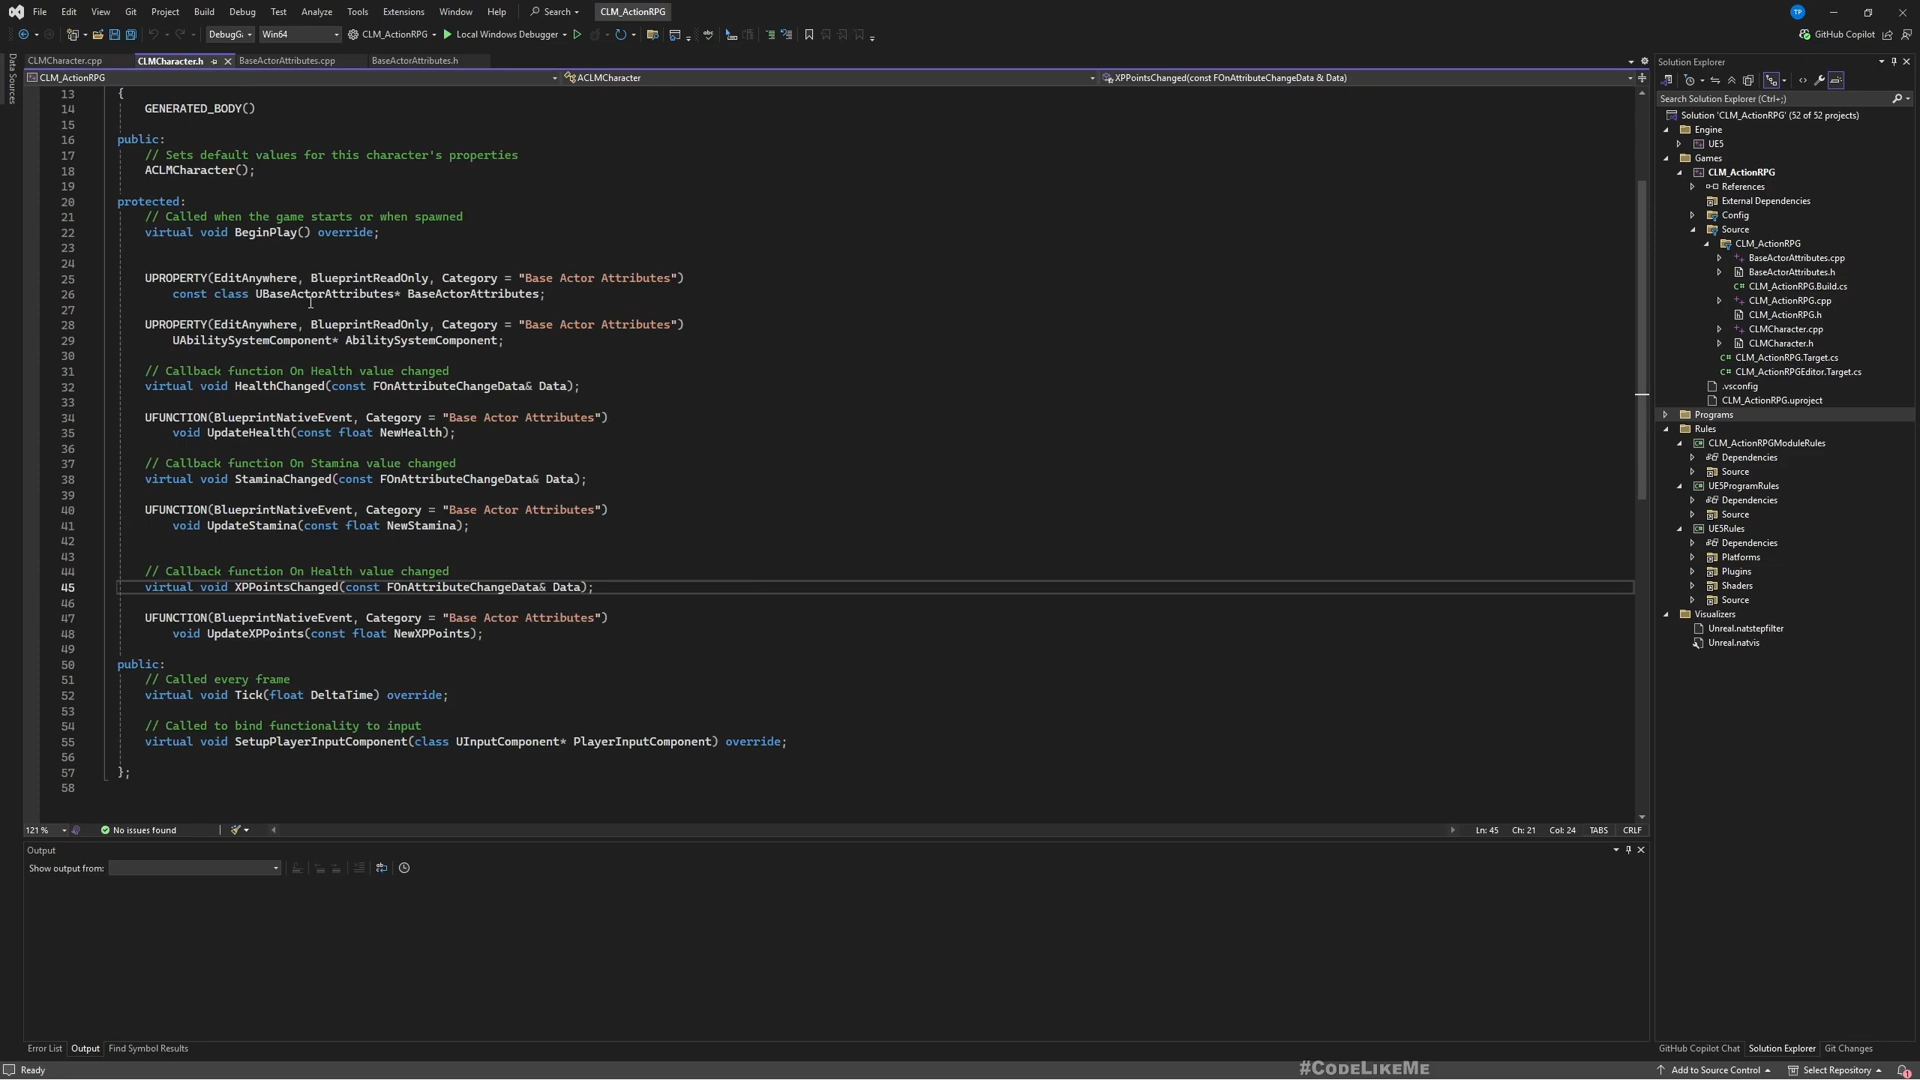 File Edit View Git Project Build Debug Test Analyze Tools Extensions Window Help Search CLM_ActionRPG TP
DebugG Win64 CLM_ActionRPG Local Windows Debugger GitHub Copilot
Data Sources
CLMCharacter.cpp CLMCharacter.h BaseActorAttributes.cpp BaseActorAttributes.h
CLM_ActionRPG ACLMCharacter XPPointsChanged(const FOnAttributeChangeData & Data)
13 {
14 GENERATED_BODY()
15
16 public:
17 // Sets default values for this character's properties
18 ACLMCharacter();
19
20 protected:
21 // Called when the game starts or when spawned
22 virtual void BeginPlay() override;
23
24
25 UPROPERTY(EditAnywhere, BlueprintReadOnly, Category = "Base Actor Attributes")
26 const class UBaseActorAttributes* BaseActorAttributes;
27
28 UPROPERTY(EditAnywhere, BlueprintReadOnly, Category = "Base Actor Attributes")
29 UAbilitySystemComponent* AbilitySystemComponent;
30
31 // Callback function On Health value changed
32 virtual void HealthChanged(const FOnAttributeChangeData& Data);
33
34 UFUNCTION(BlueprintNativeEvent, Category = "Base Actor Attributes")
35 void UpdateHealth(const float NewHealth);
36
37 // Callback function On Stamina value changed
38 virtual void StaminaChanged(const FOnAttributeChangeData& Data);
39
40 UFUNCTION(BlueprintNativeEvent, Category = "Base Actor Attributes")
41 void UpdateStamina(const float NewStamina);
42
43
44 // Callback function On Health value changed
45 virtual void XPPointsChanged(const FOnAttributeChangeData& Data);
46
47 UFUNCTION(BlueprintNativeEvent, Category = "Base Actor Attributes")
48 void UpdateXPPoints(const float NewXPPoints);
49
50 public:
51 // Called every frame
52 virtual void Tick(float DeltaTime) override;
53
54 // Called to bind functionality to input
55 virtual void SetupPlayerInputComponent(class UInputComponent* PlayerInputComponent) override;
56
57 };
58
121 % No issues found Ln: 45 Ch: 21 Col: 24 TABS CRLF
Output
Show output from:
Error List Output Find Symbol Results
Solution Explorer
Search Solution Explorer (Ctrl+;)
Solution 'CLM_ActionRPG' (52 of 52 projects)
Engine
UE5
Games
CLM_ActionRPG
References
External Dependencies
Config
Source
CLM_ActionRPG
BaseActorAttributes.cpp
BaseActorAttributes.h
CLM_ActionRPG.Build.cs
CLM_ActionRPG.cpp
CLM_ActionRPG.h
CLMCharacter.cpp
CLMCharacter.h
CLM_ActionRPG.Target.cs
CLM_ActionRPGEditor.Target.cs
.vsconfig
CLM_ActionRPG.uproject
Programs
Rules
CLM_ActionRPGModuleRules
Dependencies
Source
UE5ProgramRules
Dependencies
Source
UE5Rules
Dependencies
Platforms
Plugins
Shaders
Source
Visualizers
Unreal.natstepfilter
Unreal.natvis
GitHub Copilot Chat Solution Explorer Git Changes
Ready #CodeLikeMe Add to Source Control Select Repository 1